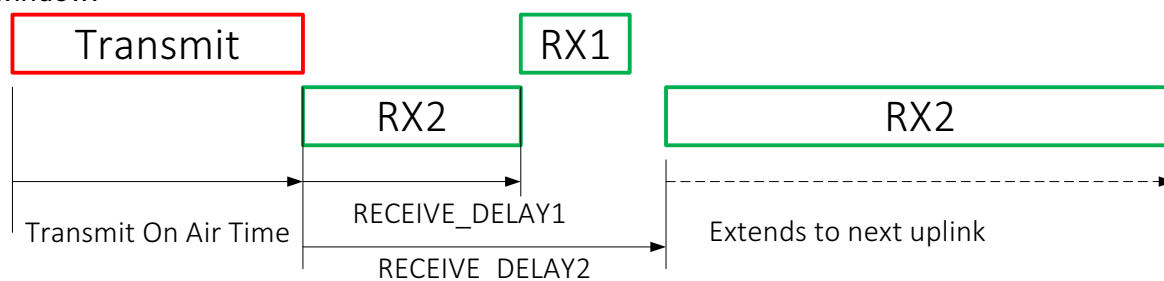 Transmit
RX1
RX2
RX2
RECEIVE_DELAY1
Transmit On Air Time
Extends to next uplink
RECEIVE_DELAY2